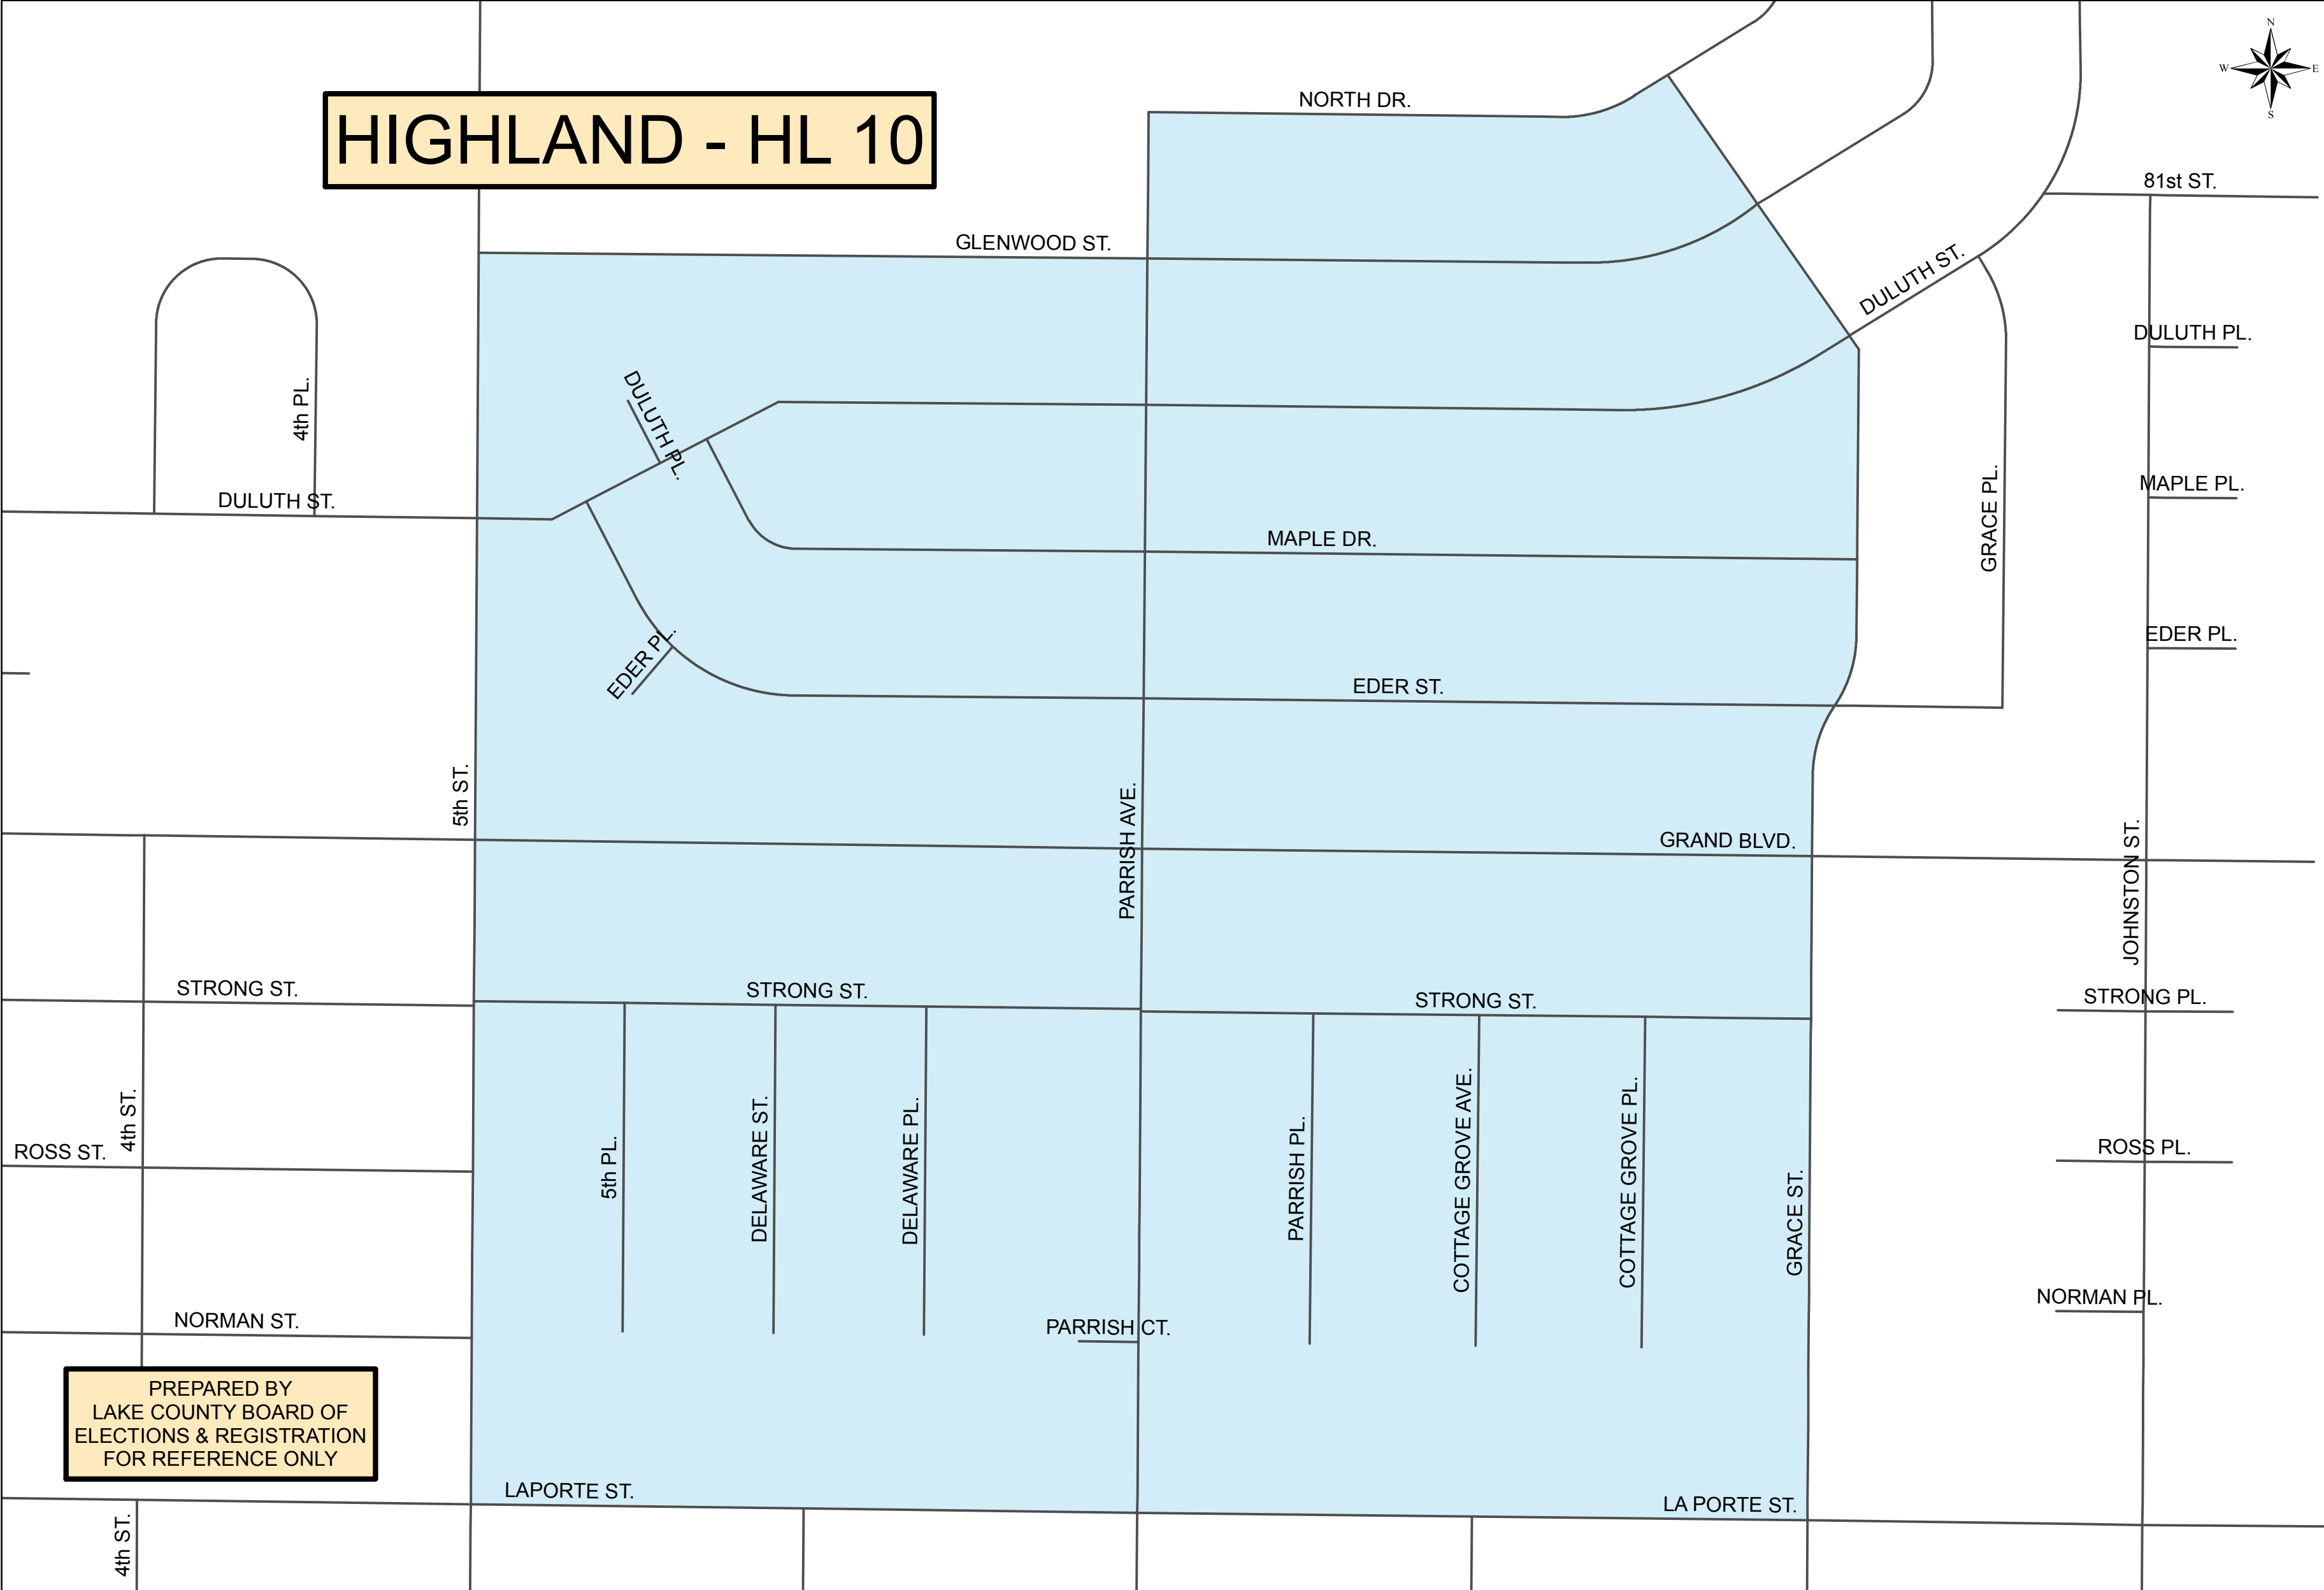 N
W
E
S
NORTH DR.
HIGHLAND - HL 10
81st ST.
GLENWOOD ST.
DULUTH ST.
DULUTH PL.
4th PL.
DULUTH PL.
DULUTH ST.
MAPLE PL.
GRACE PL.
MAPLE DR.
EDER PL.
EDER PL.
EDER ST.
5th ST.
PARRISH AVE.
GRAND BLVD.
JOHNSTON ST.
STRONG ST.
STRONG ST.
STRONG ST.
STRONG PL.
4th ST.
ROSS ST.
5th PL.
DELAWARE ST.
DELAWARE PL.
PARRISH PL.
COTTAGE GROVE AVE.
COTTAGE GROVE PL.
GRACE ST.
ROSS PL.
NORMAN PL.
NORMAN ST.
PARRISH CT.
PREPARED BY
LAKE COUNTY BOARD OF
ELECTIONS & REGISTRATION
FOR REFERENCE ONLY
LAPORTE ST.
LA PORTE ST.
4th ST.